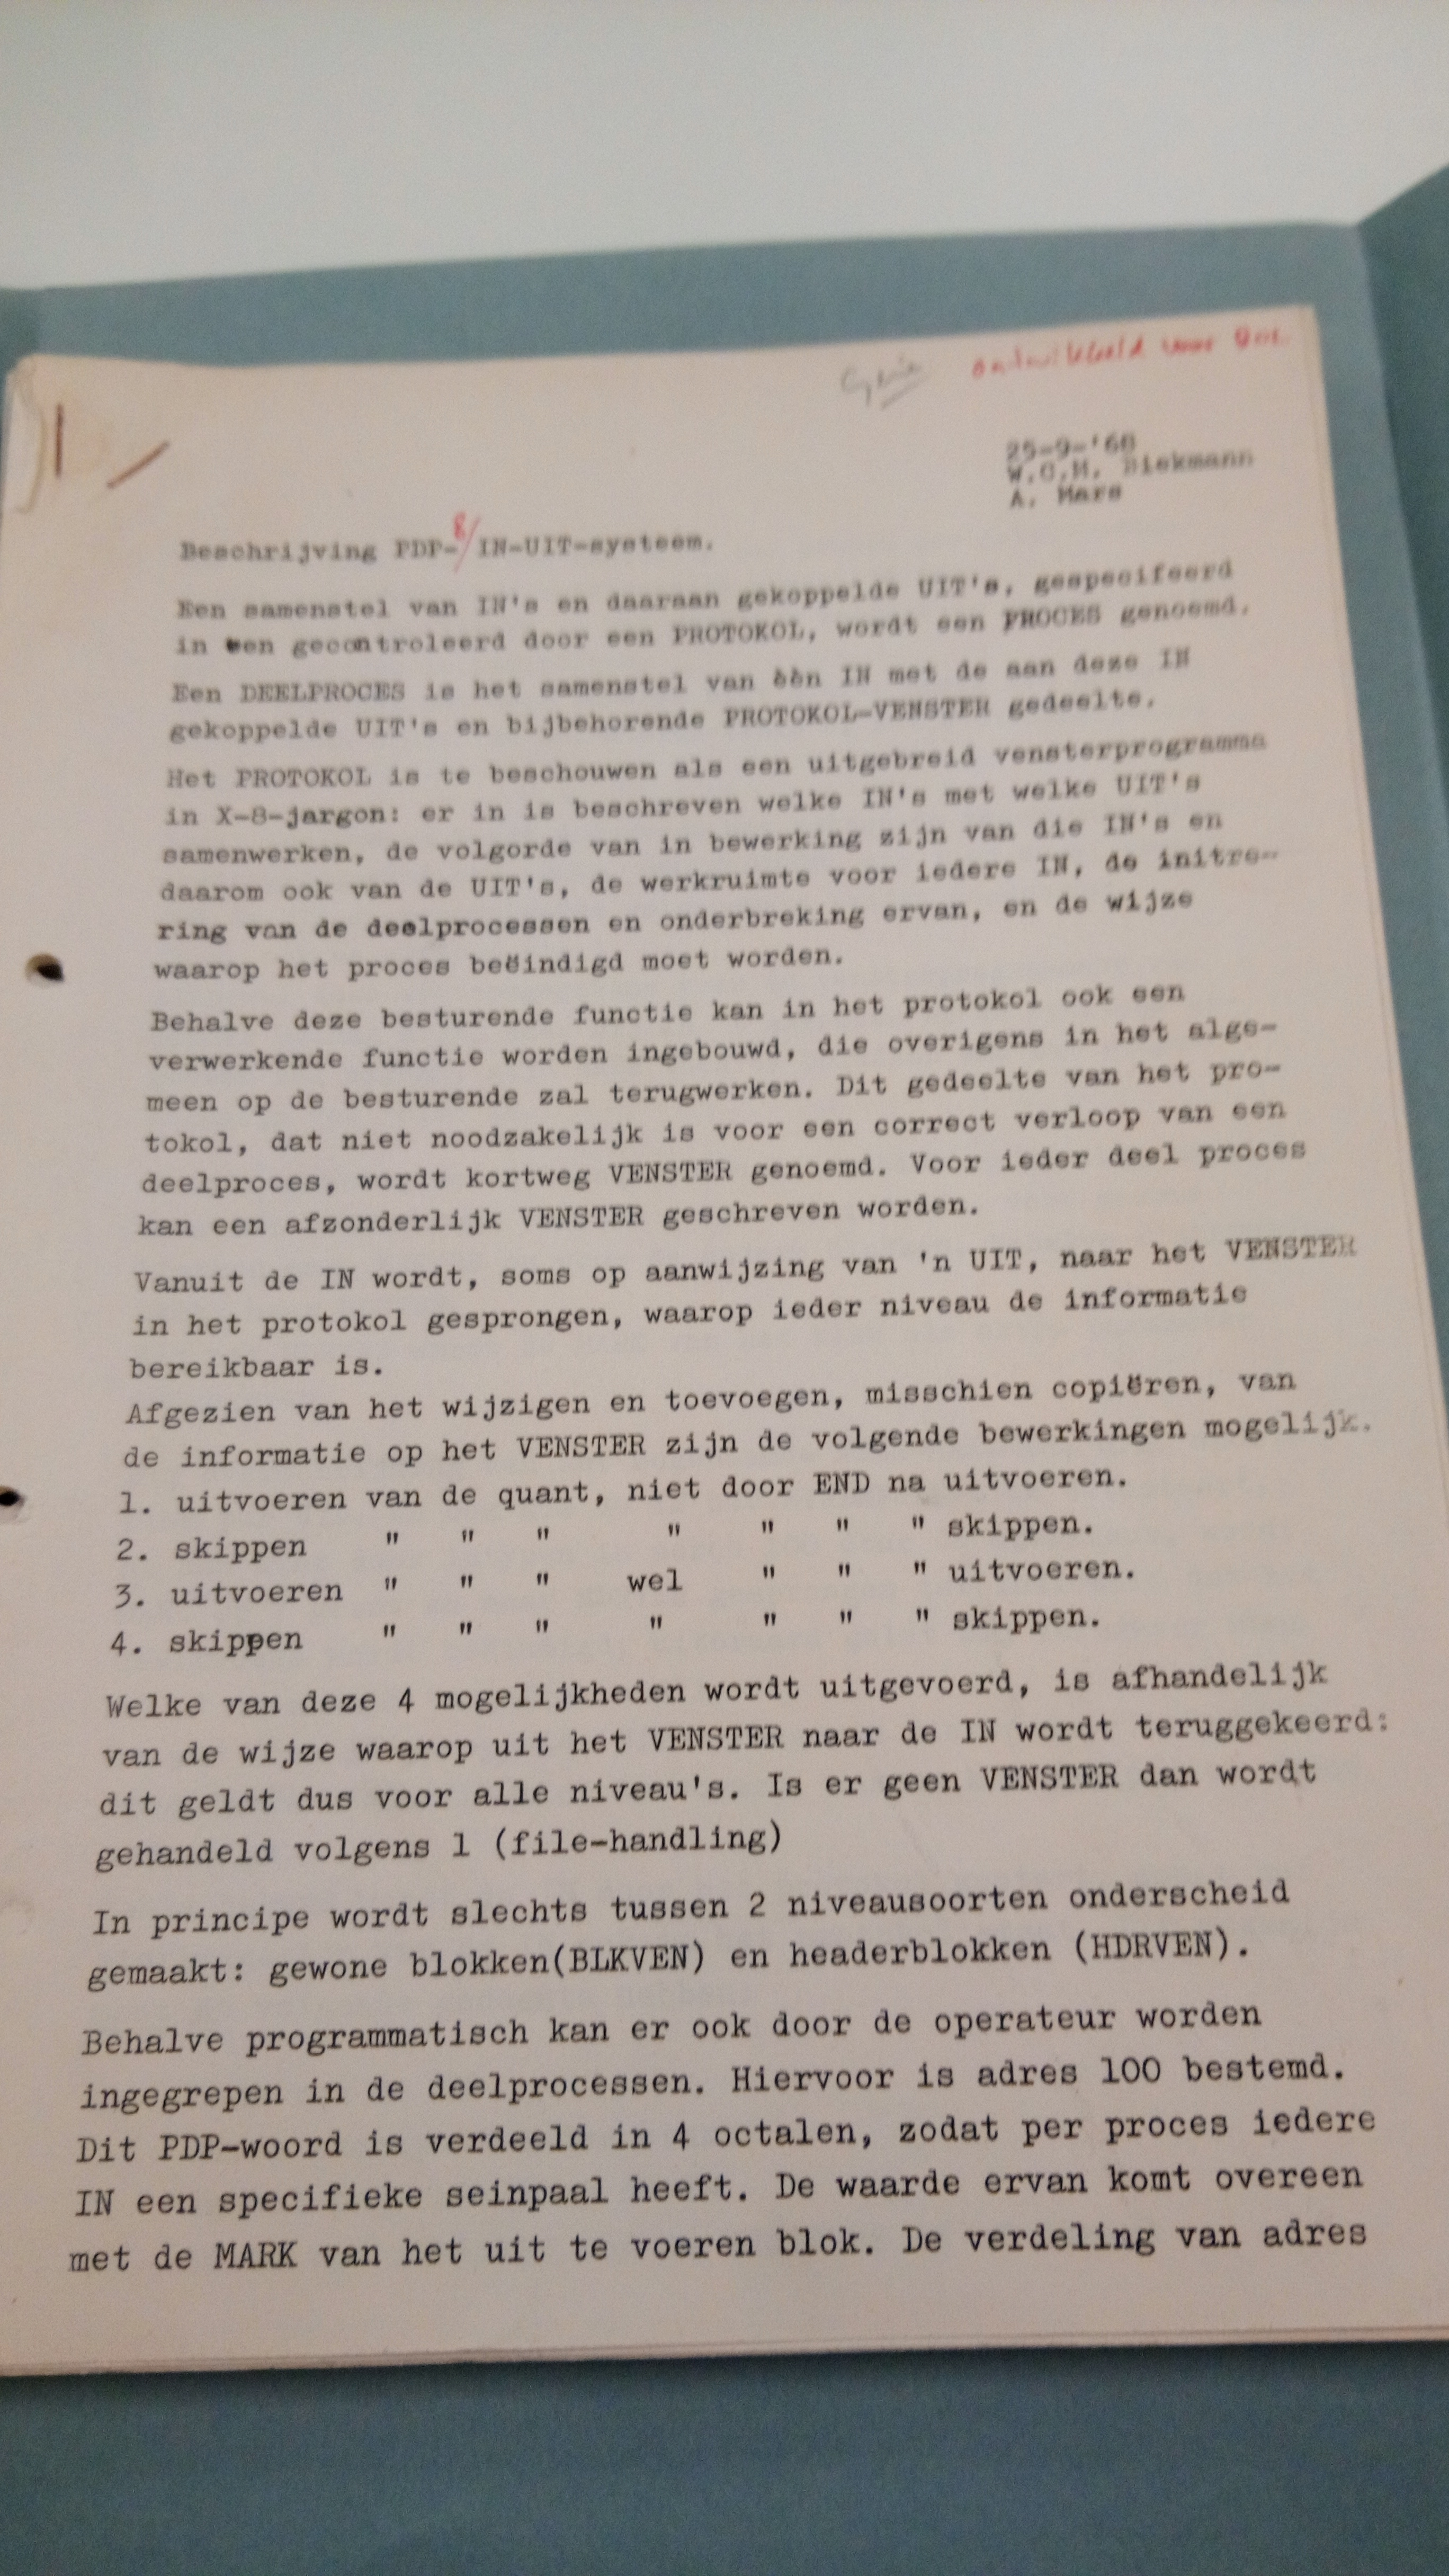 ontwikkeld voor
25-9-'68
W.G.M.
A. Mars
Beschrijving PDP-8/IN-UIT-systeem.
Een samenstel van IN's en daaraan gekoppelde UIT's, gespecifeerd
in en gecontroleerd door een PROTOKOL, wordt een PROCES genoemd.
Een DEELPROCES is het samenstel van èèn IN met de aan deze IN
gekoppelde UIT's en bijbehorende PROTOKOL-VENSTER gedeelte.
Het PROTOKOL is te beschouwen als een uitgebreid vensterprogramma
in X-8-jargon: er in is beschreven welke IN's met welke UIT's
samenwerken, de volgorde van in bewerking zijn van die IN's en
daarom ook van de UIT's, de werkruimte voor iedere IN, de initre-
ring van de deelprocessen en onderbreking ervan, en de wijze
waarop het proces beëindigd moet worden.
Behalve deze besturende functie kan in het protokol ook een
verwerkende functie worden ingebouwd, die overigens in het alge-
meen op de besturende zal terugwerken. Dit gedeelte van het pro-
tokol, dat niet noodzakelijk is voor een correct verloop van een
deelproces, wordt kortweg VENSTER genoemd. Voor ieder deel proces
kan een afzonderlijk VENSTER geschreven worden.
Vanuit de IN wordt, soms op aanwijzing van 'n UIT, naar het VENSTER
in het protokol gesprongen, waarop ieder niveau de informatie
bereikbaar is.
Afgezien van het wijzigen en toevoegen, misschien copiëren, van
de informatie op het VENSTER zijn de volgende bewerkingen mogelijk.
1. uitvoeren van de quant, niet door END na uitvoeren.
2. skippen " " " " " " " skippen.
3. uitvoeren " " " wel " " " uitvoeren.
4. skippen " " " " " " " skippen.
Welke van deze 4 mogelijkheden wordt uitgevoerd, is afhandelijk
van de wijze waarop uit het VENSTER naar de IN wordt teruggekeerd:
dit geldt dus voor alle niveau's. Is er geen VENSTER dan wordt
gehandeld volgens 1 (file-handling)
In principe wordt slechts tussen 2 niveausoorten onderscheid
gemaakt: gewone blokken(BLKVEN) en headerblokken (HDRVEN).
Behalve programmatisch kan er ook door de operateur worden
ingegrepen in de deelprocessen. Hiervoor is adres 100 bestemd.
Dit PDP-woord is verdeeld in 4 octalen, zodat per proces iedere
IN een specifieke seinpaal heeft. De waarde ervan komt overeen
met de MARK van het uit te voeren blok. De verdeling van adres